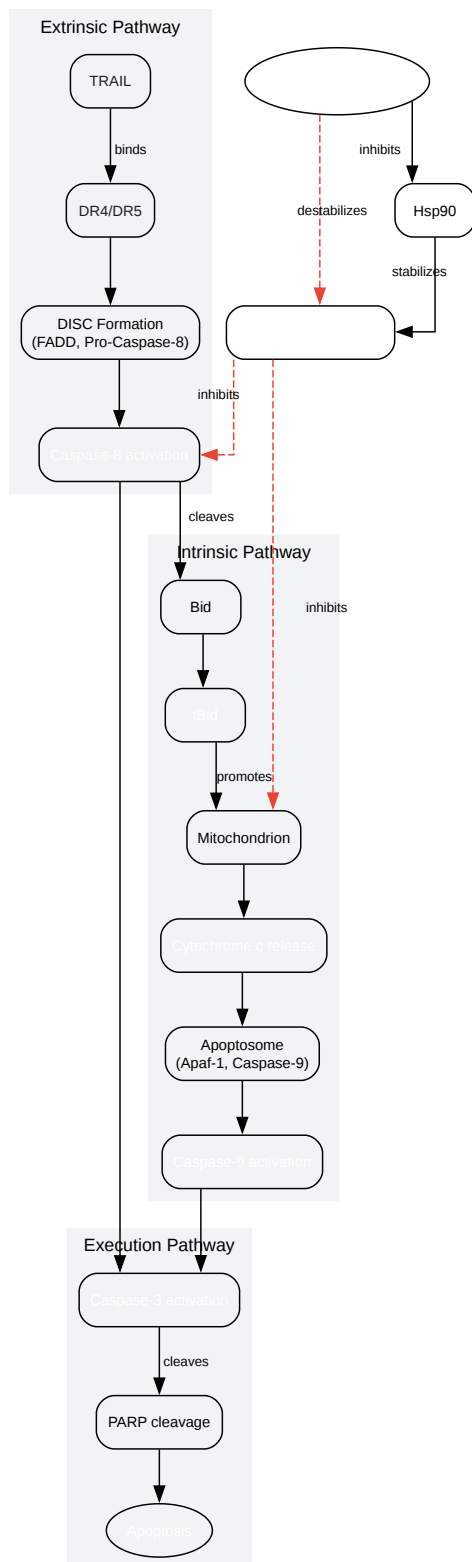 Extrinsic Pathway
TRAIL
binds
inhibits
DR4/DR5
destabilizes
Hsp90
stabilizes
DISC Formation
(FADD, Pro-Caspase-8)
inhibits
Caspase-8 activation
cleaves
Intrinsic Pathway
Bid
inhibits
tBid
promotes
Mitochondrion
Cytochrome c release
Apoptosome
(Apaf-1, Caspase-9)
Caspase-9 activation
Execution Pathway
Caspase-3 activation
cleaves
PARP cleavage
Apoptosis